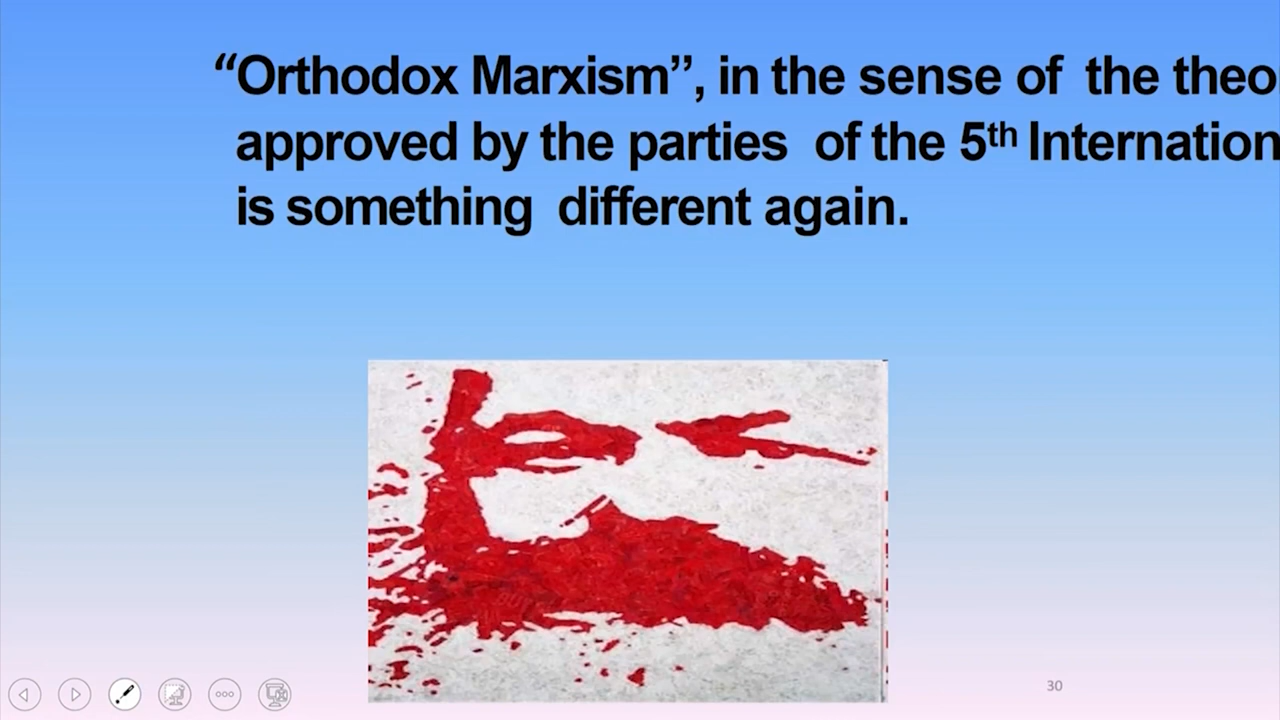 “Orthodox Marxism”, in the sense of the theo
approved by the parties of the 5th Internation
is something different again.
30